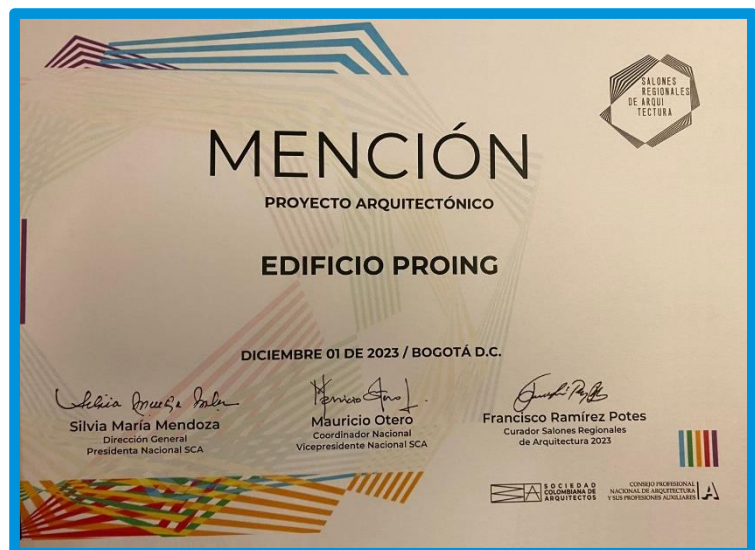 SALONES
REGIONALES
DE ARQUI
TECTURA
MENCIÓN
PROYECTO ARQUITECTÓNICO
EDIFICIO PROING
DICIEMBRE 01 DE 2023 / BOGOTÁ D.C.
Silvia María Mendoza
Dirección General
Presidenta Nacional SCA
Mauricio Otero
Coordinador Nacional
Vicepresidente Nacional SCA
Francisco Ramírez Potes
Curador Salones Regionales
de Arquitectura 2023
SOCIEDAD
COLOMBIANA DE
ARQUITECTOS
CONSEJO PROFESIONAL
NACIONAL DE ARQUITECTURA
Y SUS PROFESIONES AUXILIARES